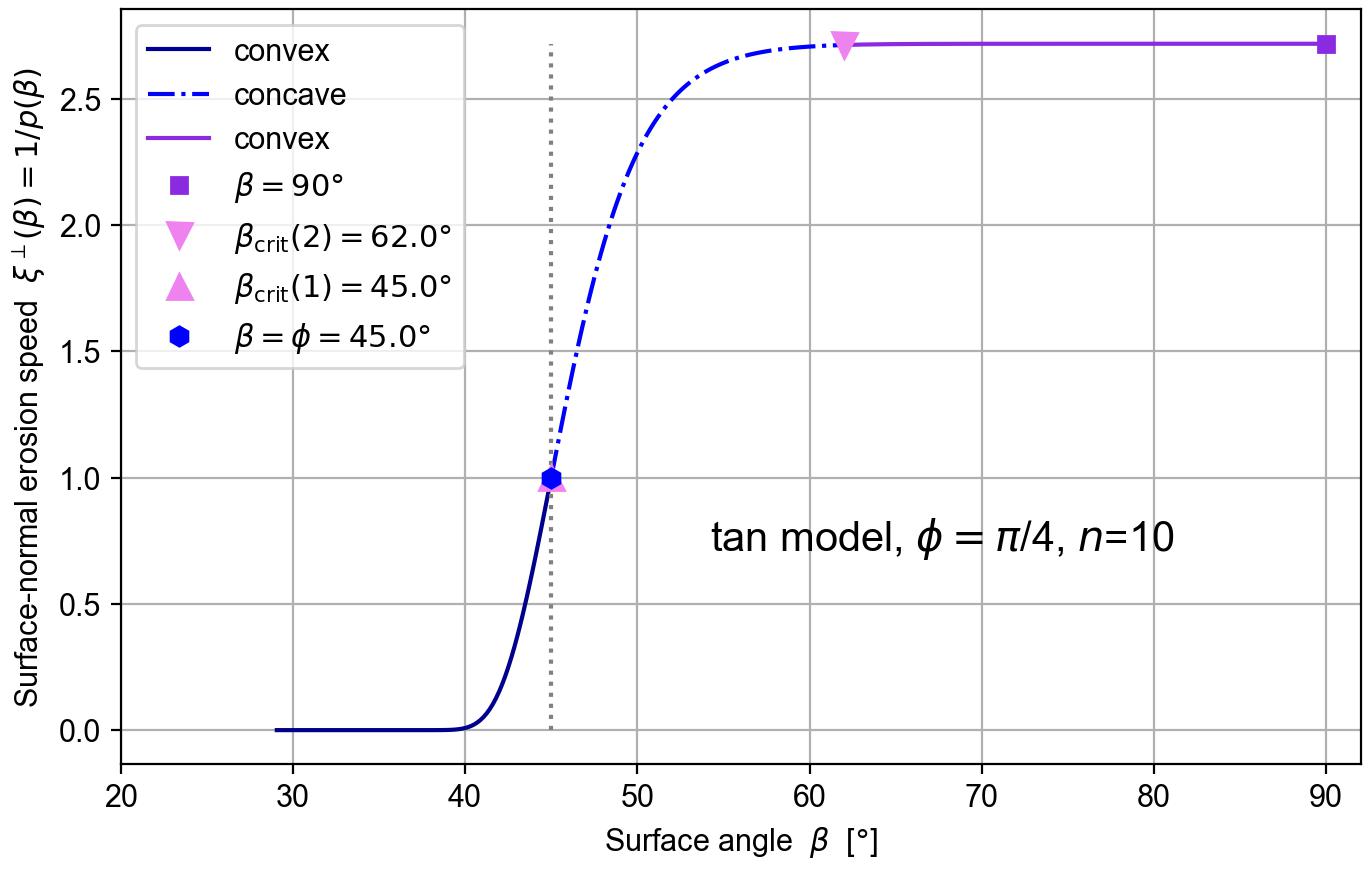 Surface-normal erosion speed ξ⊥(β) = 1/p(β)
2.5
2.0
1.5
1.0
0.5
0.0
convex
concave
convex
β = 90°
βcrit(2) = 62.0°
βcrit(1) = 45.0°
β = ϕ = 45.0°
tan model, ϕ = π/4, n=10
20 30 40 50 60 70 80 90
Surface angle β [°]